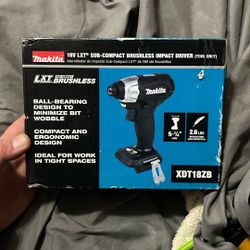 Makita
18V LXT® SUB-COMPACT BRUSHLESS IMPACT DRIVER (TOOL ONLY)
LXT
BRUSHLESS
BALL-BEARING
DESIGN TO
MINIMIZE BIT
WOBBLE
COMPACT AND
ERGONOMIC
DESIGN
IDEAL FOR WORK
IN TIGHT SPACES
Makita
XDT18ZB